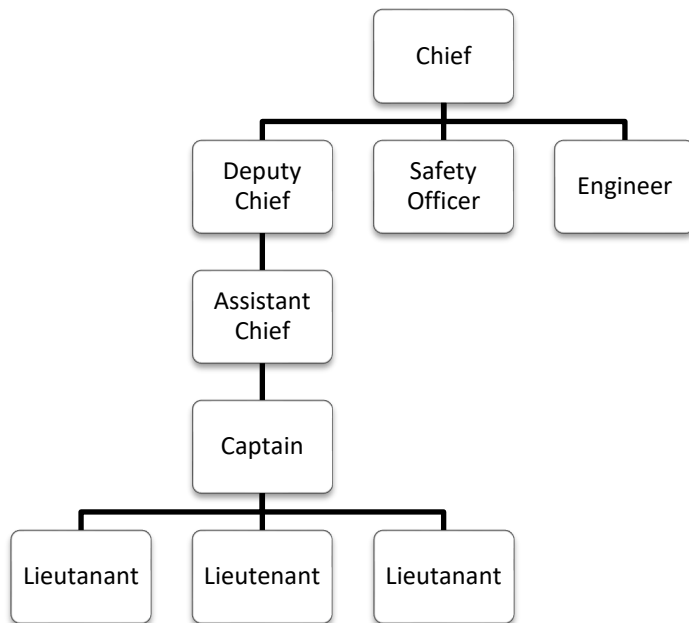 Chief
Deputy
Chief
Safety
Officer
Engineer
Assistant
Chief
Captain
Lieutanant
Lieutenant
Lieutanant